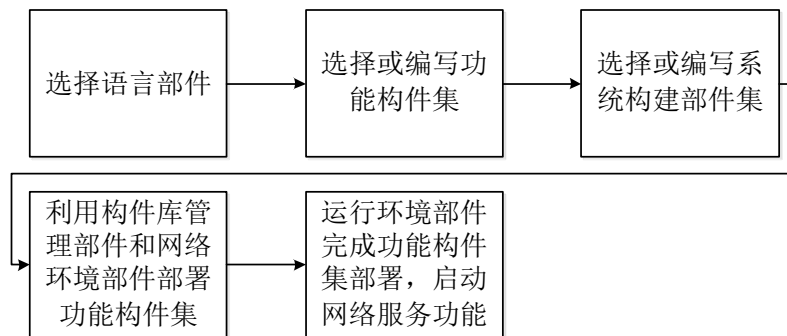 选择语言部件
选择或编写功
能构件集
选择或编写系
统构建部件集
利用构件库管
理部件和网络
环境部件部署
功能构件集
运行环境部件
完成功能构件
集部署，启动
网络服务功能